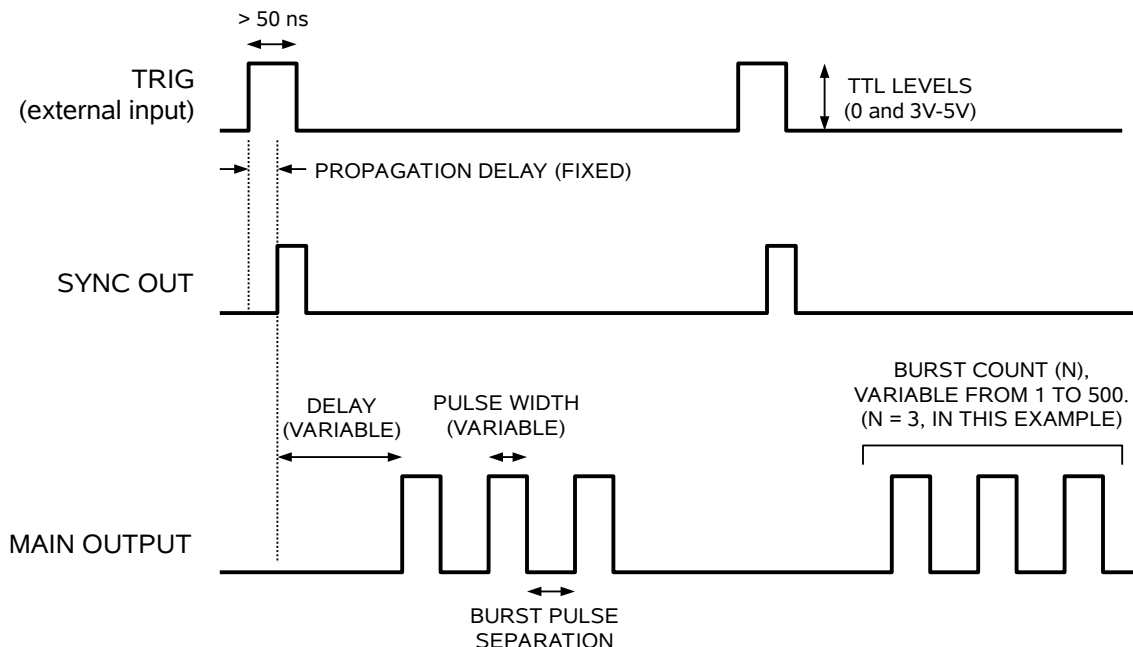 > 50 ns
TRIG
(external input)
TTL LEVELS
(0 and 3V-5V)
PROPAGATION DELAY (FIXED)
SYNC OUT
BURST COUNT (N),
VARIABLE FROM 1 TO 500.
(N = 3, IN THIS EXAMPLE)
DELAY
(VARIABLE)
PULSE WIDTH
(VARIABLE)
MAIN OUTPUT
BURST PULSE
SEPARATION